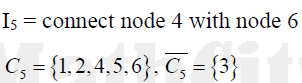 I₅ = connect node 4 with node 6
C₅ = {1,2,4,5,6}, C̅₅̅ = {3}